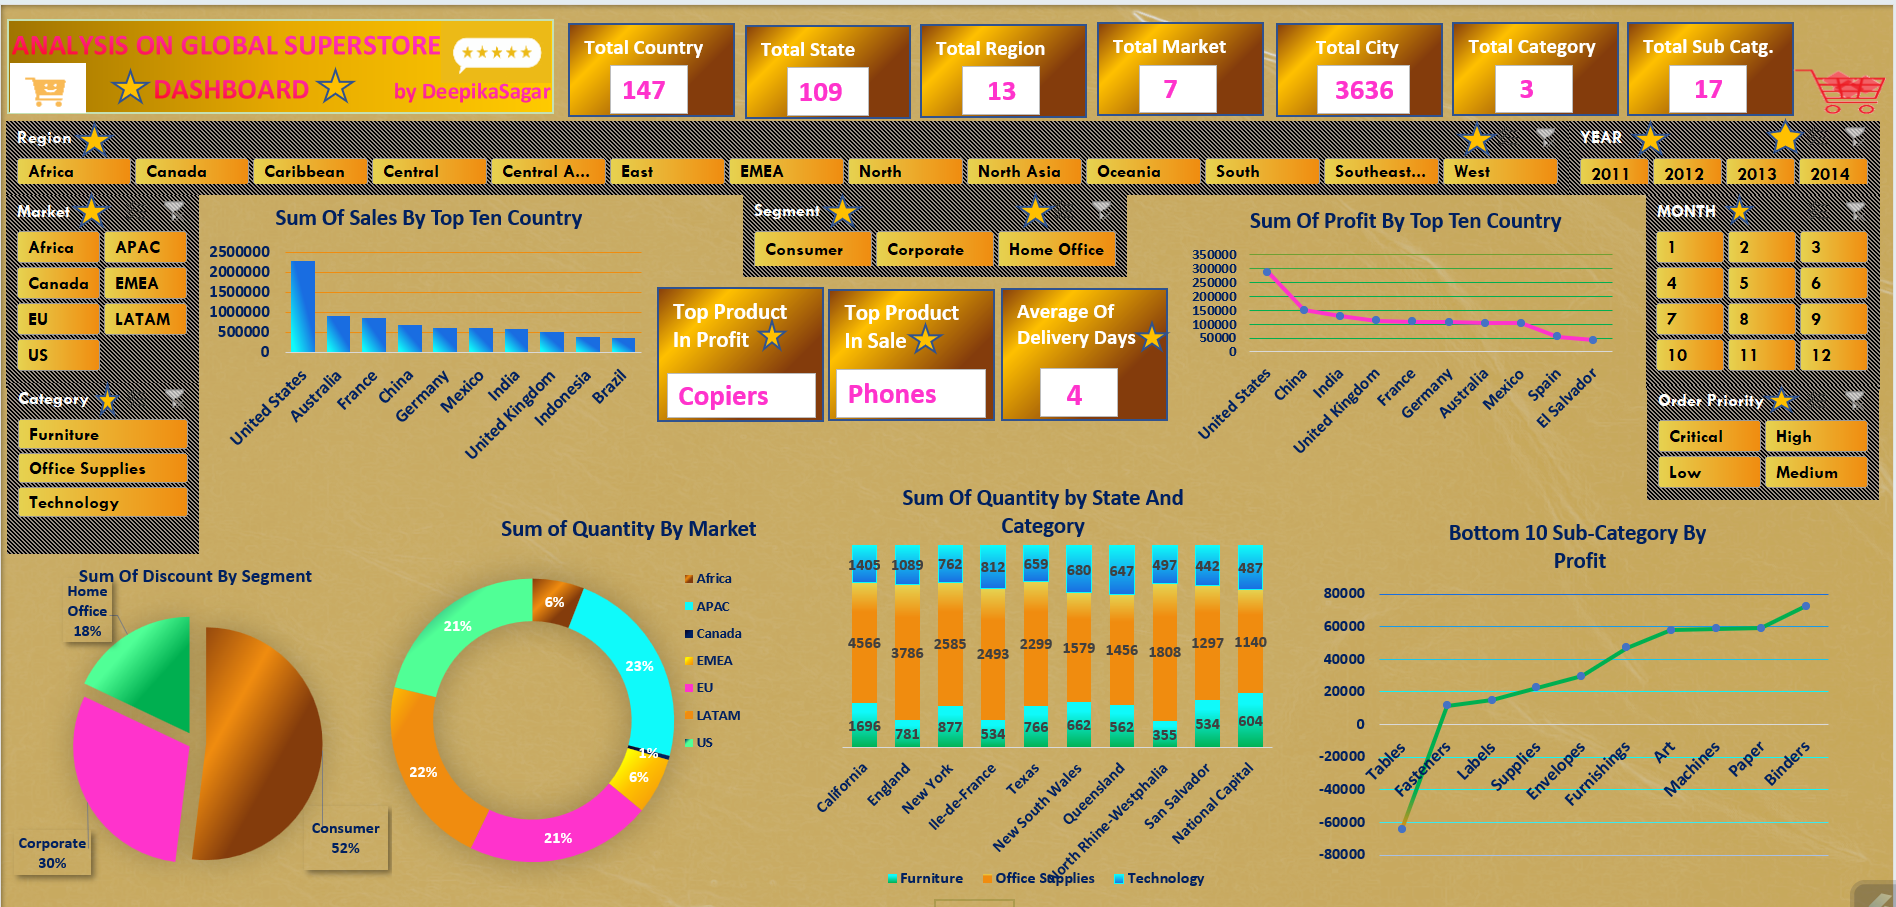 ANALYSIS ON GLOBAL SUPERSTORE
DASHBOARD
by DeepikaSagar
Total Country
147
Total State
109
Total Region
13
Total Market
7
Total City
3636
Total Category
3
Total Sub Catg.
17
Region
Africa
Canada
Caribbean
Central
Central A...
East
EMEA
North
North Asia
Oceania
South
Southeast...
West
YEAR
2011
2012
2013
2014
Market
Africa
APAC
Canada
EMEA
EU
LATAM
US
Category
Furniture
Office Supplies
Technology
Sum Of Sales By Top Ten Country
2500000
2000000
1500000
1000000
500000
0
United States
Australia
France
China
Germany
Mexico
India
United Kingdom
Indonesia
Brazil
Segment
Consumer
Corporate
Home Office
Top Product
In Profit
Copiers
Top Product
In Sale
Phones
Average Of
Delivery Days
4
Sum Of Profit By Top Ten Country
350000
300000
250000
200000
150000
100000
50000
0
United States
China
India
United Kingdom
France
Germany
Australia
Mexico
Spain
El Salvador
MONTH
1
2
3
4
5
6
7
8
9
10
11
12
Order Priority
Critical
High
Low
Medium
Sum Of Discount By Segment
Home
Office
18%
Corporate
30%
Consumer
52%
Sum of Quantity By Market
6%
23%
1%
6%
21%
22%
21%
Africa
APAC
Canada
EMEA
EU
LATAM
US
Sum Of Quantity by State And
Category
1405 1089 762 812 659 680 647 497 442 487
4566 3786 2585 2493 2299 1579 1456 1808 1297 1140
1696 781 877 534 766 662 562 355 534 604
California
England
New York
Ile-de-France
Texas
New South Wales
Queensland
North Rhine-Westphalia
San Salvador
National Capital
Furniture
Office Supplies
Technology
Bottom 10 Sub-Category By
Profit
80000
60000
40000
20000
0
-20000
-40000
-60000
-80000
Tables
Fasteners
Labels
Supplies
Envelopes
Furnishings
Art
Machines
Paper
Binders